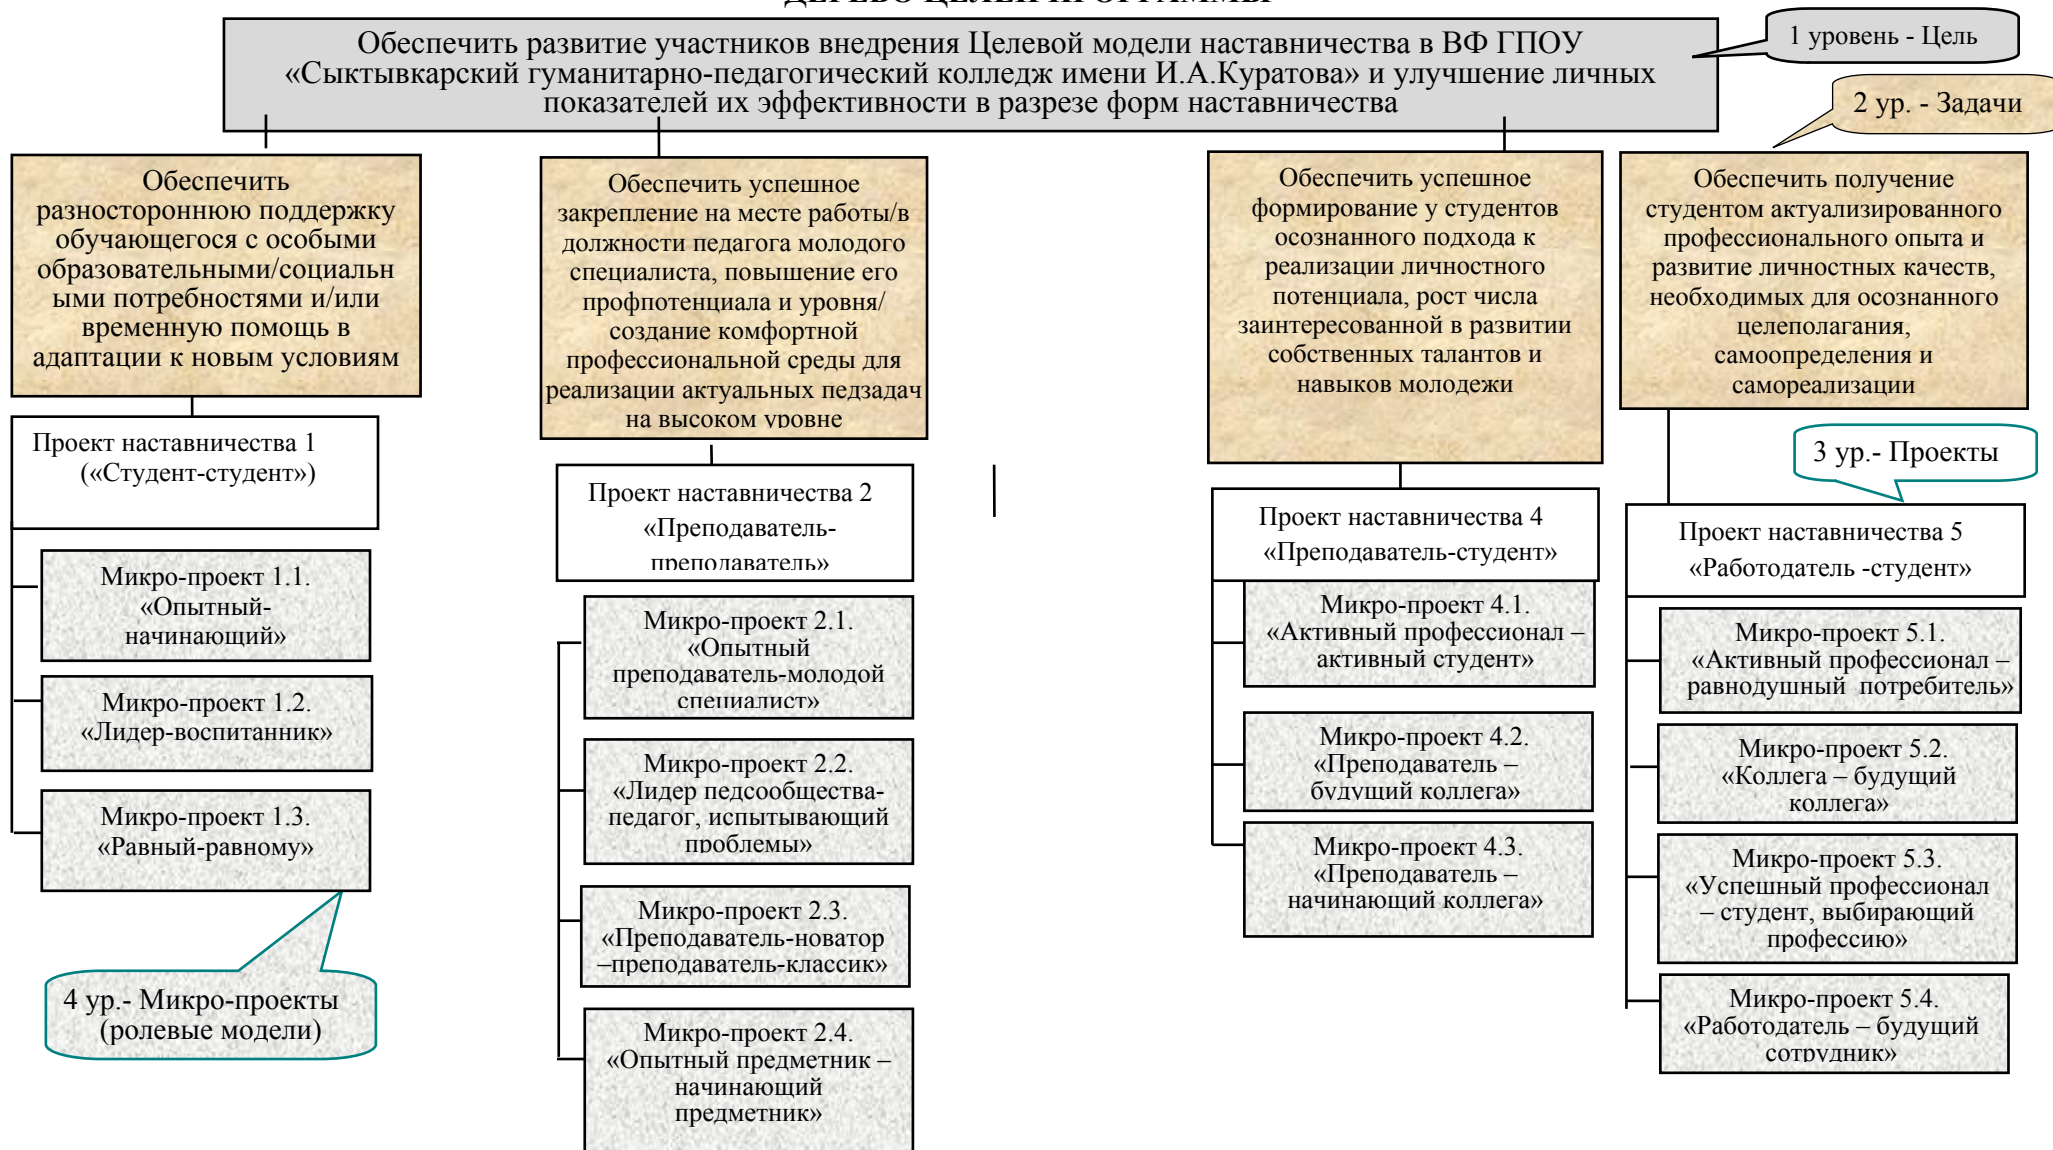 ДЕРЕВО ЦЕЛЕЙ ПРОГРАММЫ
Обеспечить развитие участников внедрения Целевой модели наставничества в ВФ ГПОУ
«Сыктывкарский гуманитарно-педагогический колледж имени И.А.Куратова» и улучшение личных
показателей их эффективности в разрезе форм наставничества
1 уровень - Цель
2 ур. - Задачи
Обеспечить
разностороннюю поддержку
обучающегося с особыми
образовательными/социальн
ыми потребностями и/или
временную помощь в
адаптации к новым условиям
Обеспечить успешное
закрепление на месте работы/в
должности педагога молодого
специалиста, повышение его
профпотенциала и уровня/
создание комфортной
профессиональной среды для
реализации актуальных педзадач
на высоком уровне
Обеспечить успешное
формирование у студентов
осознанного подхода к
реализации личностного
потенциала, рост числа
заинтересованной в развитии
собственных талантов и
навыков молодежи
Обеспечить получение
студентом актуализированного
профессионального опыта и
развитие личностных качеств,
необходимых для осознанного
целеполагания,
самоопределения и
самореализации
3 ур.- Проекты
Проект наставничества 1
(«Студент-студент»)
Микро-проект 1.1.
«Опытный-
начинающий»
Микро-проект 1.2.
«Лидер-воспитанник»
Микро-проект 1.3.
«Равный-равному»
4 ур.- Микро-проекты
(ролевые модели)
Проект наставничества 2
«Преподаватель-
преподаватель»
Микро-проект 2.1.
«Опытный
преподаватель-молодой
специалист»
Микро-проект 2.2.
«Лидер педсообщества-
педагог, испытывающий
проблемы»
Микро-проект 2.3.
«Преподаватель-новатор
–преподаватель-классик»
Микро-проект 2.4.
«Опытный предметник –
начинающий
предметник»
Проект наставничества 4
«Преподаватель-студент»
Микро-проект 4.1.
«Активный профессионал –
активный студент»
Микро-проект 4.2.
«Преподаватель –
будущий коллега»
Микро-проект 4.3.
«Преподаватель –
начинающий коллега»
Проект наставничества 5
«Работодатель -студент»
Микро-проект 5.1.
«Активный профессионал –
равнодушный потребитель»
Микро-проект 5.2.
«Коллега – будущий
коллега»
Микро-проект 5.3.
«Успешный профессионал
– студент, выбирающий
профессию»
Микро-проект 5.4.
«Работодатель – будущий
сотрудник»